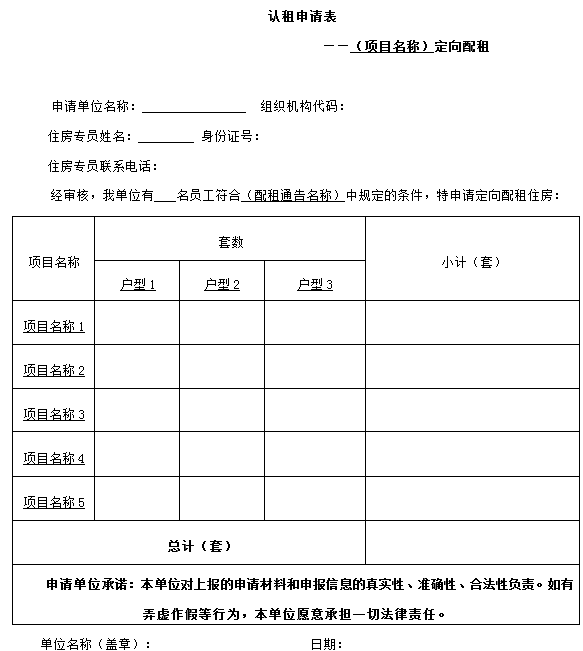 认租申请表
——(项目名称)定向配租
申请单位名称：________________ 组织机构代码：
住房专员姓名：_________ 身份证号：
住房专员联系电话：
经审核，我单位有___名员工符合(配租通告名称)中规定的条件，特申请定向配租住房：
项目名称 套数 小计（套）
户型1 户型2 户型3
项目名称1
项目名称2
项目名称3
项目名称4
项目名称5
总计（套）
申请单位承诺：本单位对上报的申请材料和申报信息的真实性、准确性、合法性负责。如有
弄虚作假等行为，本单位愿意承担一切法律责任。
单位名称（盖章）： 日期：